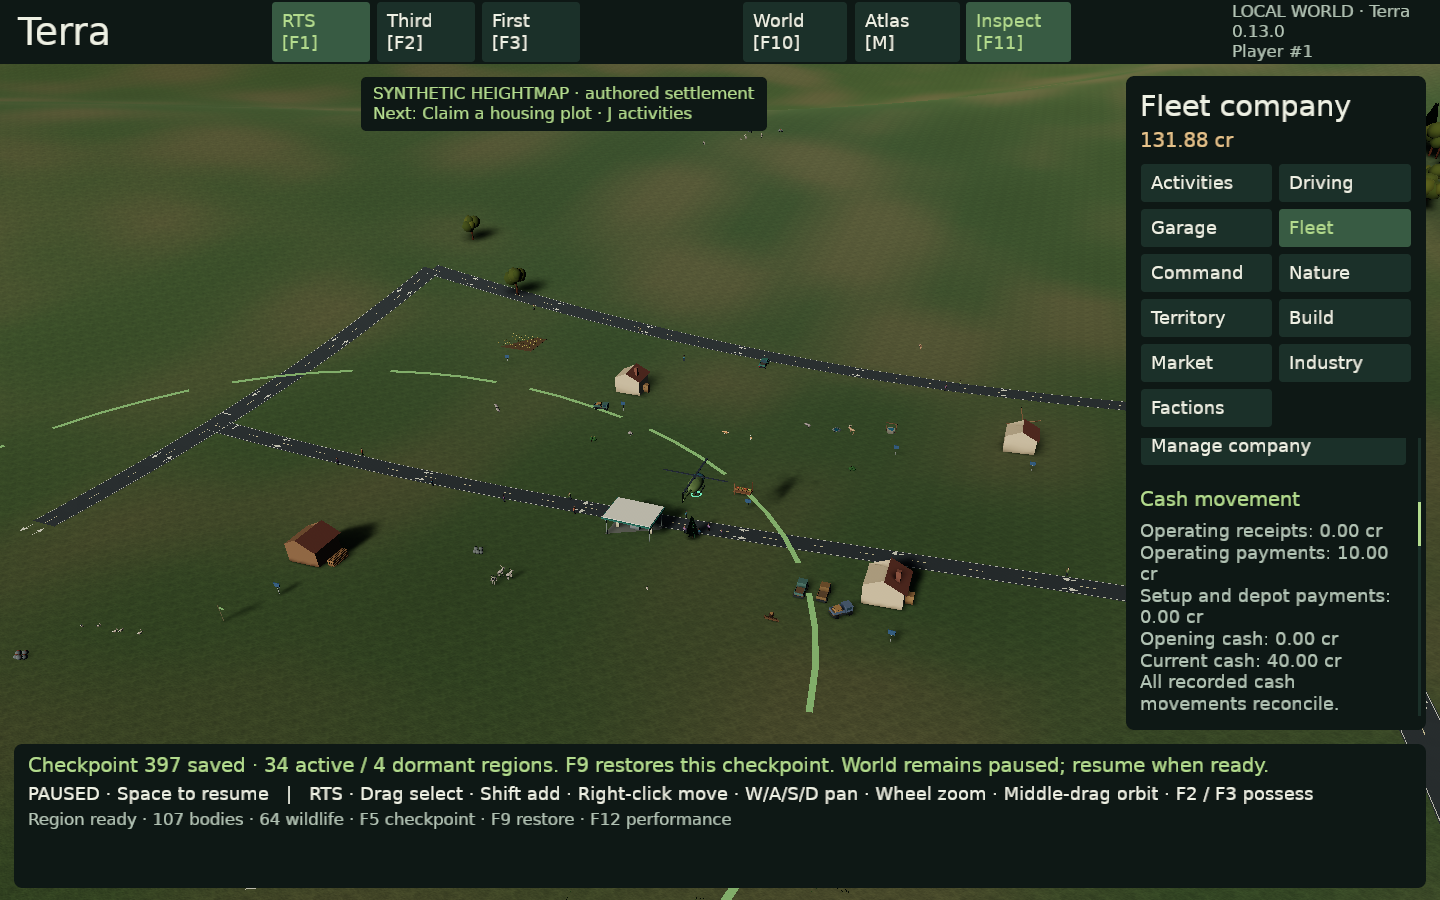 Terra
RTS
[F1]
Third
[F2]
First
[F3]
World
[F10]
Atlas
[M]
Inspect
[F11]
LOCAL WORLD · Terra
0.13.0
Player #1
SYNTHETIC HEIGHTMAP · authored settlement
Next: Claim a housing plot · J activities
Fleet company
131.88 cr
Activities
Driving
Garage
Fleet
Command
Nature
Territory
Build
Market
Industry
Factions
Manage company
Cash movement
Operating receipts: 0.00 cr
Operating payments: 10.00
cr
Setup and depot payments:
0.00 cr
Opening cash: 0.00 cr
Current cash: 40.00 cr
All recorded cash
movements reconcile.
Checkpoint 397 saved · 34 active / 4 dormant regions. F9 restores this checkpoint. World remains paused; resume when ready.
PAUSED · Space to resume | RTS · Drag select · Shift add · Right-click move · W/A/S/D pan · Wheel zoom · Middle-drag orbit · F2 / F3 possess
Region ready · 107 bodies · 64 wildlife · F5 checkpoint · F9 restore · F12 performance